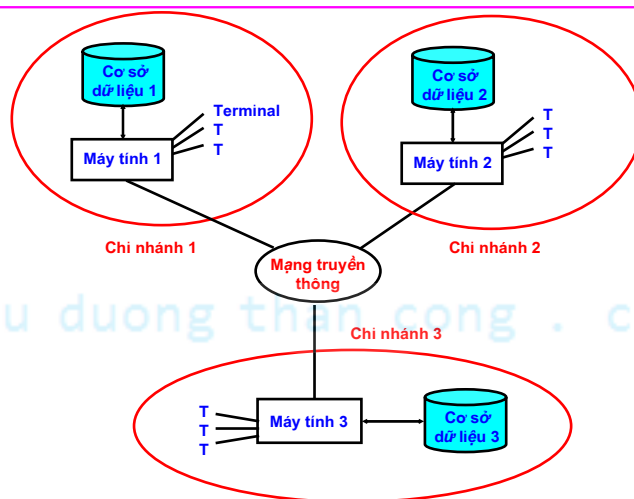 Cơ sở
dữ liệu 1
Terminal
T
T
Máy tính 1
Chi nhánh 1
Cơ sở
dữ liệu 2
T
T
T
Máy tính 2
Chi nhánh 2
Mạng truyền
thông
u duong than cong . c
Chi nhánh 3
T
T
T
Máy tính 3
Cơ sở
dữ liệu 3